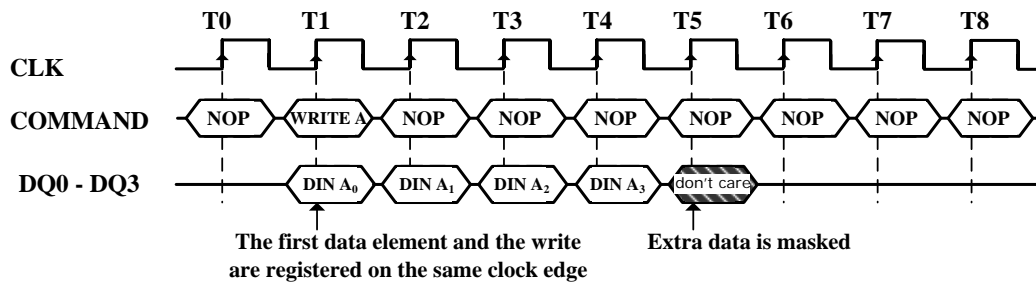 T0 T1 T2 T3 T4 T5 T6 T7 T8
CLK
COMMAND NOP WRITE A NOP NOP NOP NOP NOP NOP NOP
DQ0 - DQ3 DIN A₀ DIN A₁ DIN A₂ DIN A₃ don't care
The first data element and the write Extra data is masked
are registered on the same clock edge